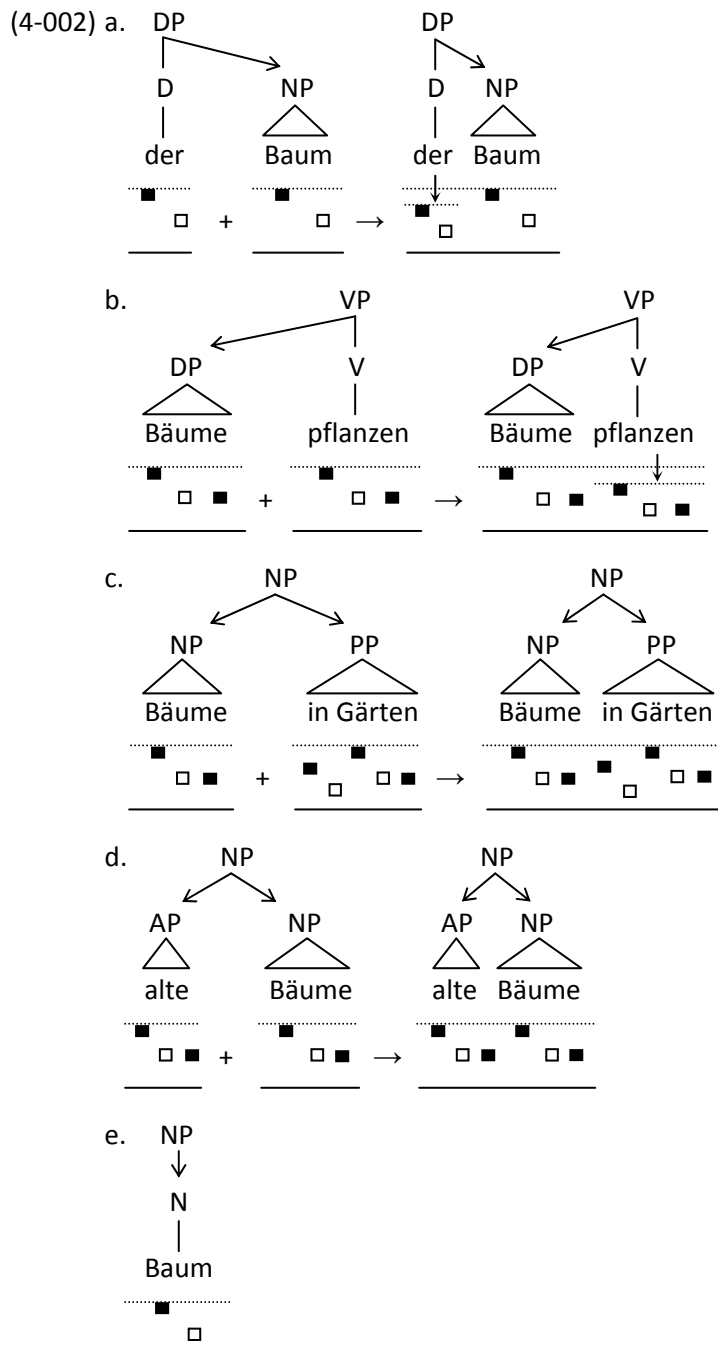 (4-002) a. DP DP
D NP D NP
der Baum der Baum
+ →
b. VP VP
DP V DP V
Bäume pflanzen Bäume pflanzen
+ →
c. NP NP
NP PP NP PP
Bäume in Gärten Bäume in Gärten
+ →
d. NP NP
AP NP AP NP
alte Bäume alte Bäume
+ →
e. NP
N
Baum